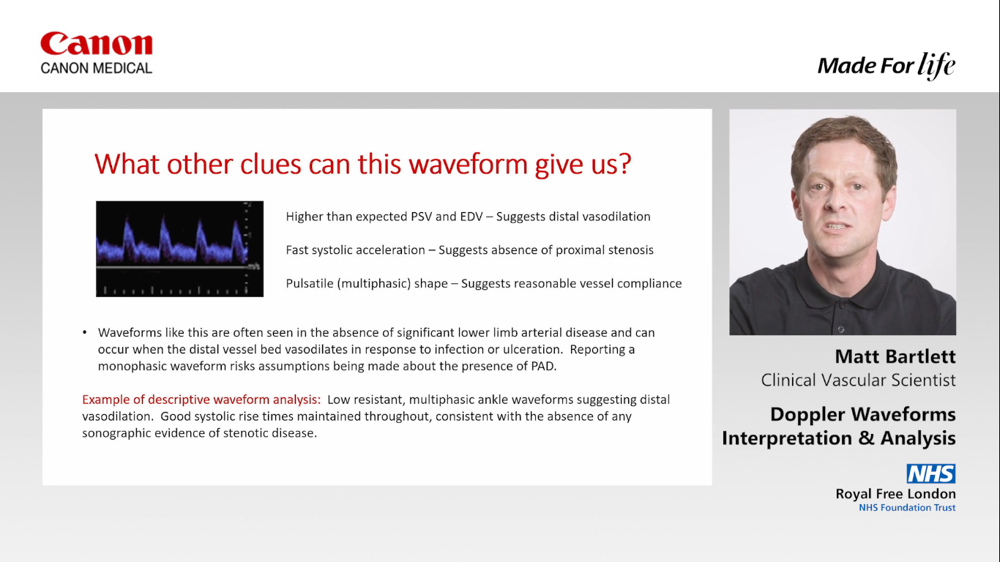 Canon
CANON MEDICAL
Made For life
What other clues can this waveform give us?
Higher than expected PSV and EDV – Suggests distal vasodilation
Fast systolic acceleration – Suggests absence of proximal stenosis
Pulsatile (multiphasic) shape – Suggests reasonable vessel compliance
• Waveforms like this are often seen in the absence of significant lower limb arterial disease and can
occur when the distal vessel bed vasodilates in response to infection or ulceration. Reporting a
monophasic waveform risks assumptions being made about the presence of PAD.
Example of descriptive waveform analysis: Low resistant, multiphasic ankle waveforms suggesting distal
vasodilation. Good systolic rise times maintained throughout, consistent with the absence of any
sonographic evidence of stenotic disease.
Matt Bartlett
Clinical Vascular Scientist
Doppler Waveforms
Interpretation & Analysis
NHS
Royal Free London
NHS Foundation Trust